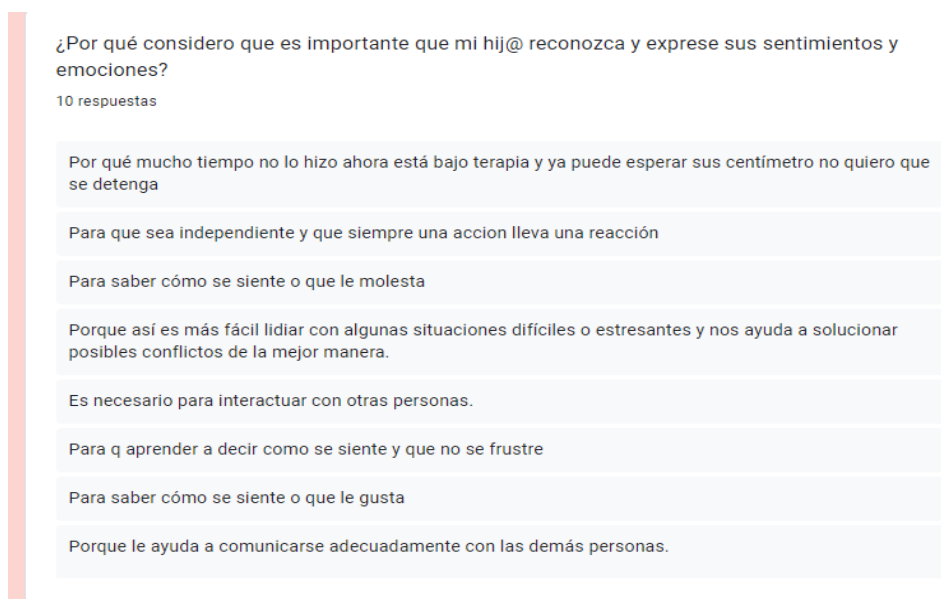 ¿Por qué considero que es importante que mi hij@ reconozca y exprese sus sentimientos y
emociones?
10 respuestas
Por qué mucho tiempo no lo hizo ahora está bajo terapia y ya puede esperar sus centímetro no quiero que
se detenga
Para que sea independiente y que siempre una accion lleva una reacción
Para saber cómo se siente o que le molesta
Porque así es más fácil lidiar con algunas situaciones difíciles o estresantes y nos ayuda a solucionar
posibles conflictos de la mejor manera.
Es necesario para interactuar con otras personas.
Para q aprender a decir como se siente y que no se frustre
Para saber cómo se siente o que le gusta
Porque le ayuda a comunicarse adecuadamente con las demás personas.